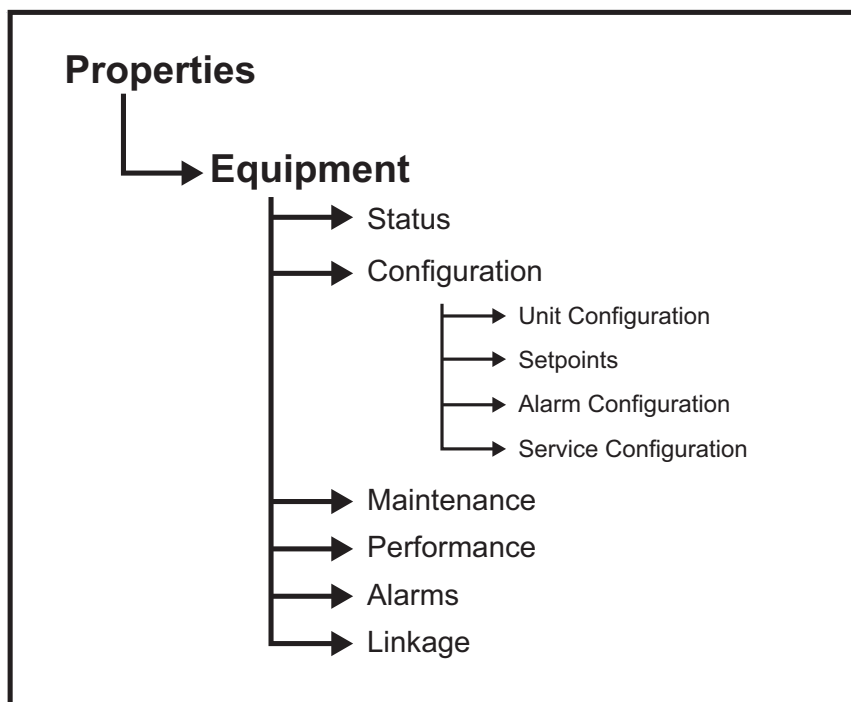 Properties
Equipment
Status
Configuration
Unit Configuration
Setpoints
Alarm Configuration
Service Configuration
Maintenance
Performance
Alarms
Linkage